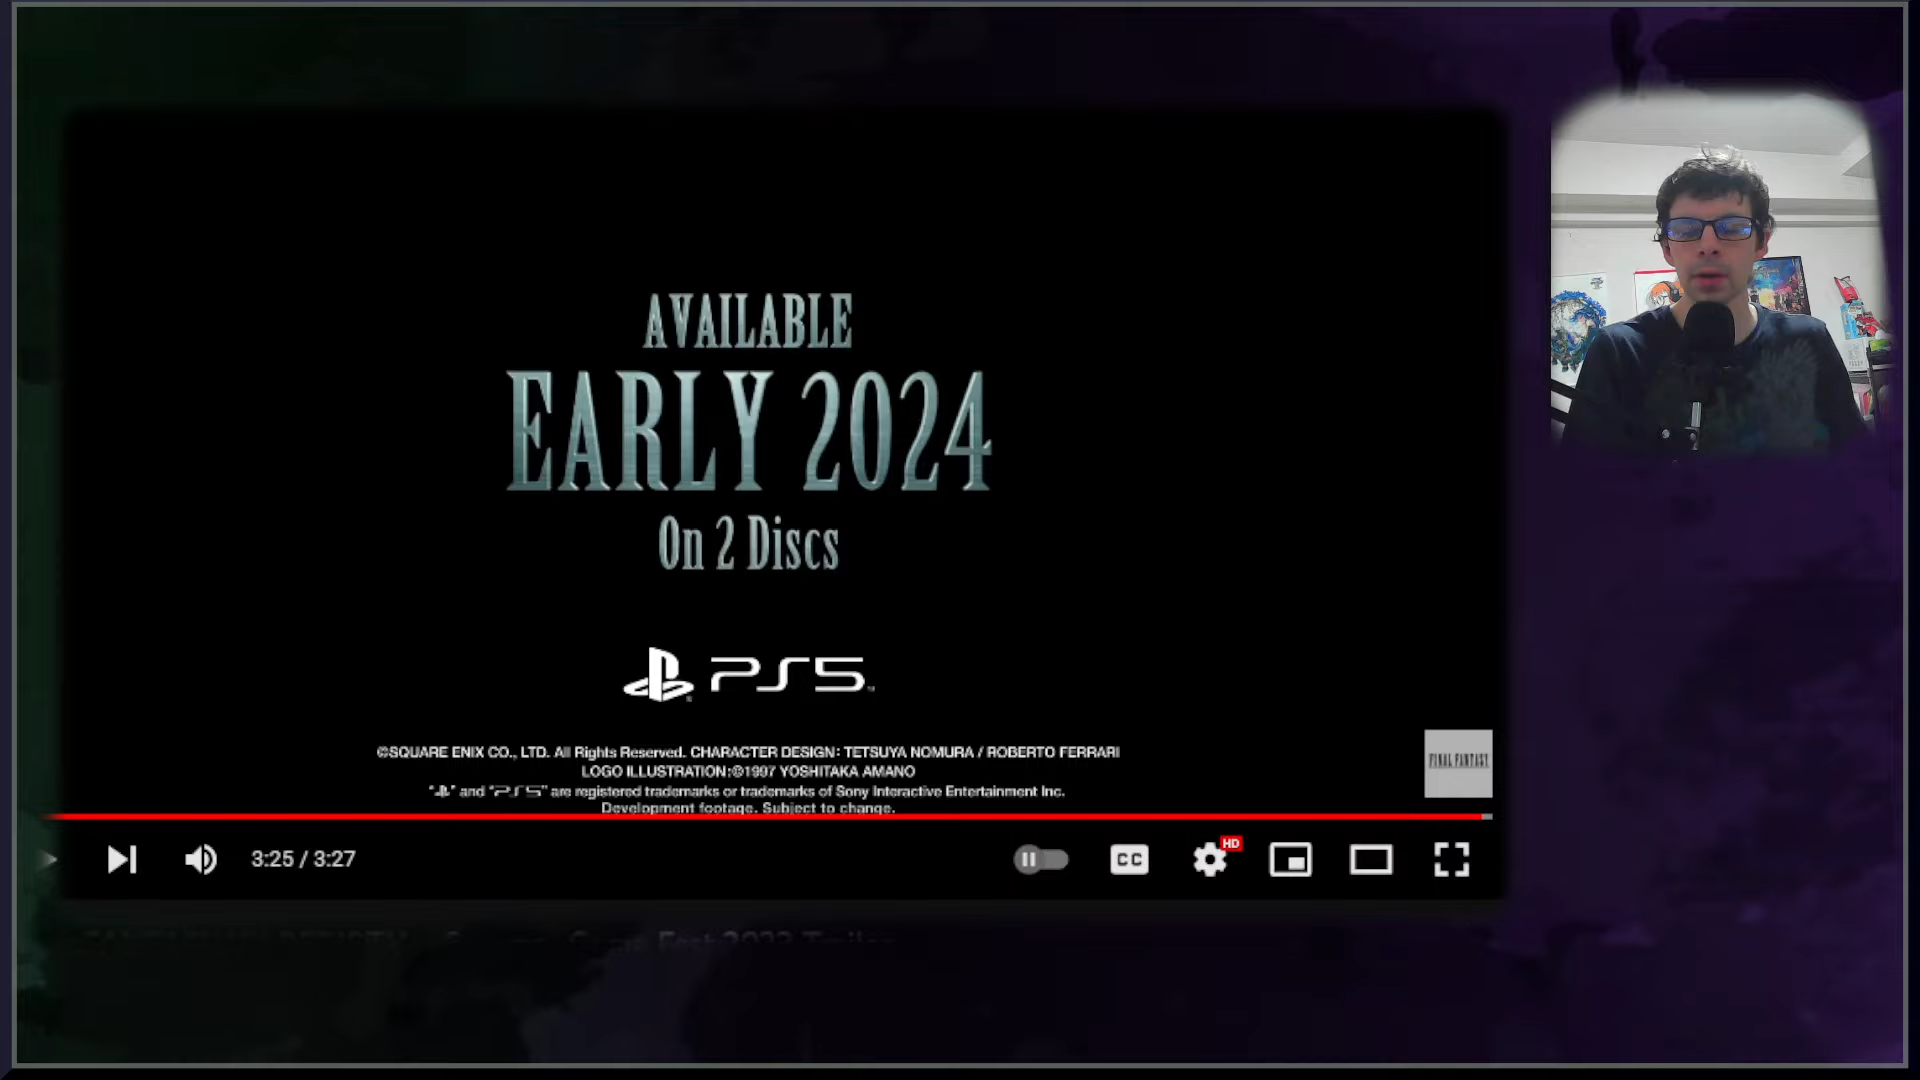 AVAILABLE
EARLY 2024
On 2 Discs
PS5
©SQUARE ENIX CO., LTD. All Rights Reserved. CHARACTER DESIGN: TETSUYA NOMURA / ROBERTO FERRARI
LOGO ILLUSTRATION:©1997 YOSHITAKA AMANO
" " and "PS5" are registered trademarks or trademarks of Sony Interactive Entertainment Inc.
Development footage. Subject to change.
FINAL FANTASY
3:25 / 3:27
CC
HD